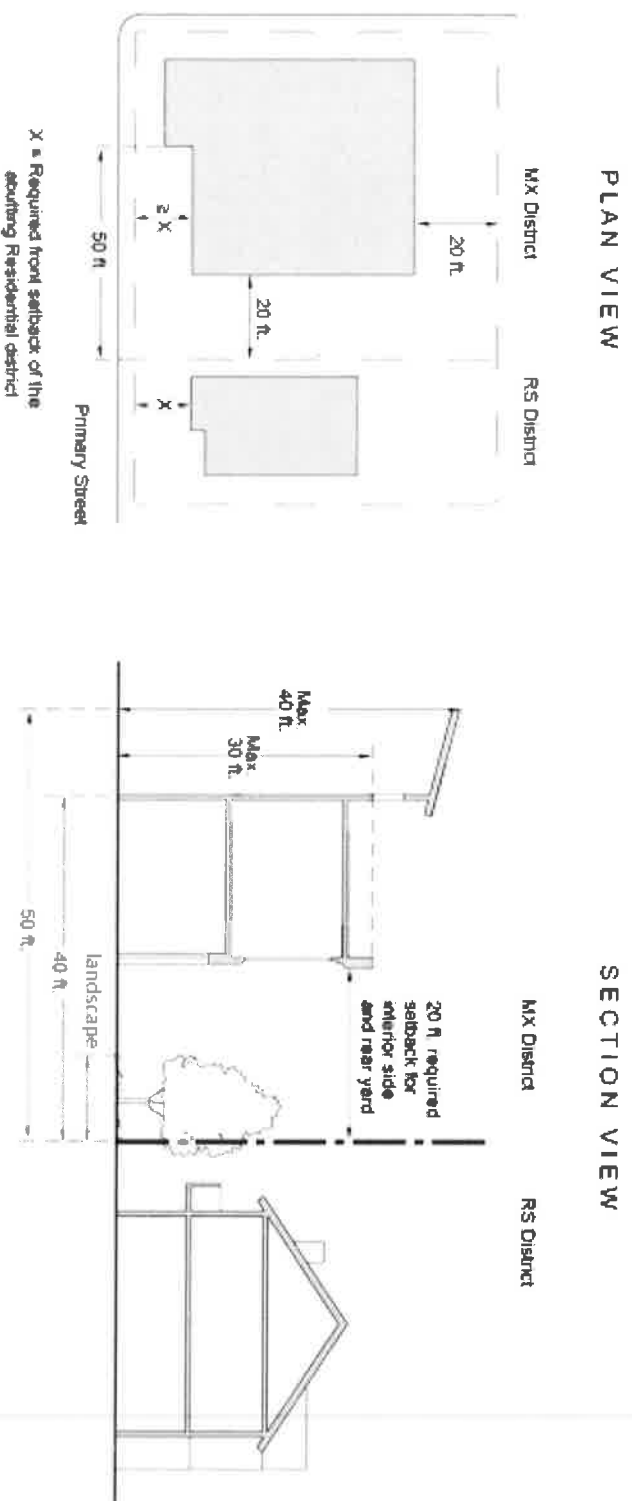 PLAN VIEW
MX District
RS District
20 ft.
20 ft.
≥ X
X
50 ft
Primary Street
X = Required front setback of the
abutting Residential district
SECTION VIEW
MX District
RS District
Max.
40 ft.
Max
30 ft.
20 ft. required
setback for
interior side
and rear yard
landscape
40 ft.
50 ft.